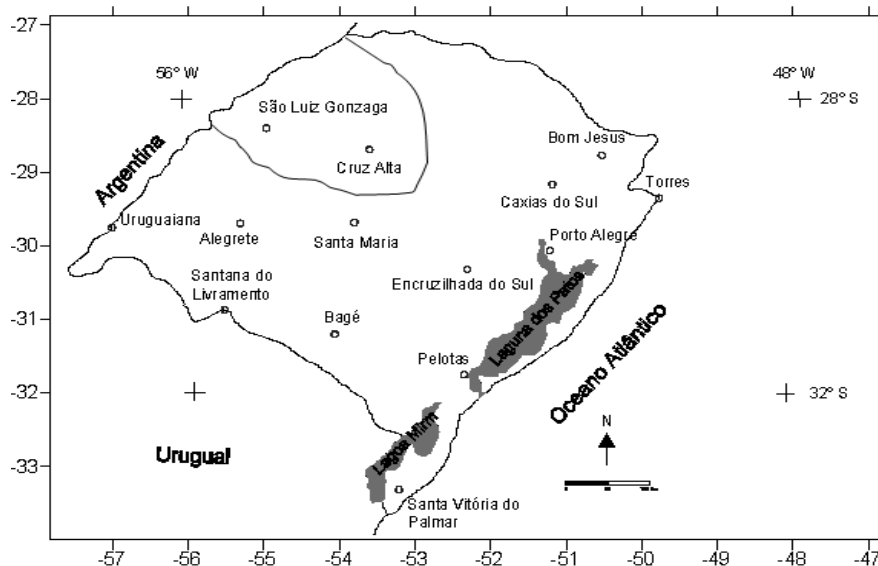 -27
56° W
48° W
-28
28° S
São Luiz Gonzaga
Bom Jesus
-29
Cruz Alta
Argentina
Torres
Caxias do Sul
Uruguaiana
-30
Alegrete
Santa Maria
Porto Alegre
Santana do
Livramento
Encruzilhada do Sul
-31
Bagé
Laguna dos Patos
Pelotas
Oceano Atlântico
-32
32° S
N
Lagoa Mirim
Uruguai
-33
Santa Vitória do
Palmar
-57
-56
-55
-54
-53
-52
-51
-50
-49
-48
-47